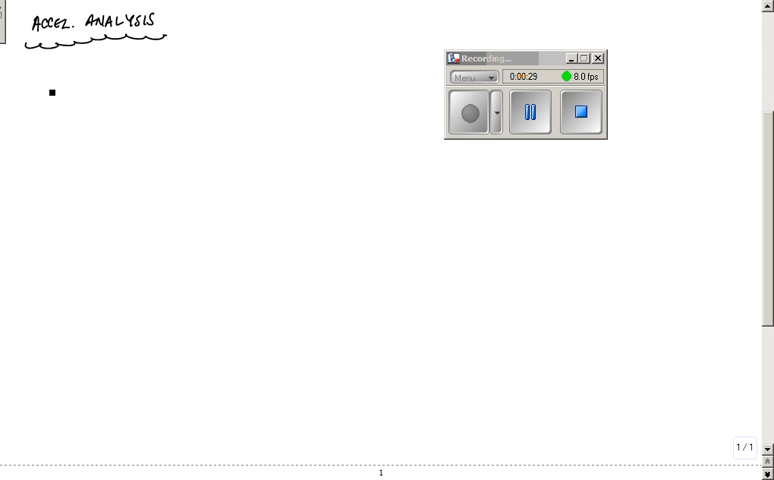 ACCEL. ANALYSIS
Recording...
Menu 0:00:29 8.0 fps
1 / 1
1